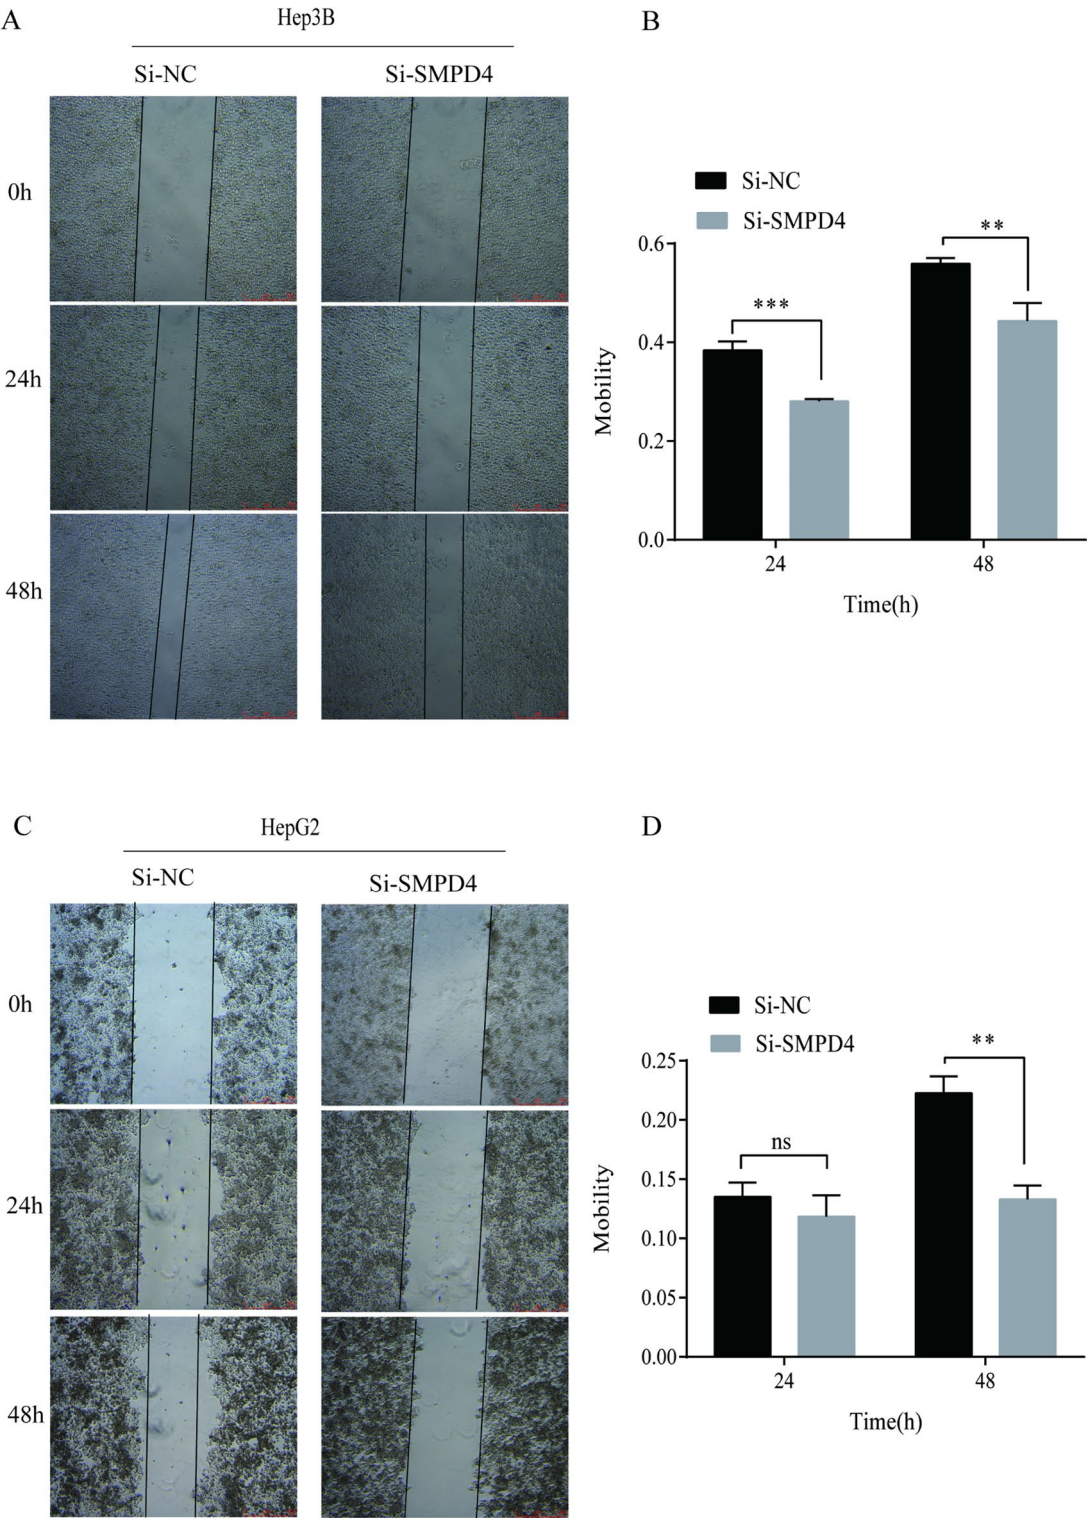 A
Hep3B
Si-NC Si-SMPD4
0h
24h
48h
B
Si-NC
Si-SMPD4
Mobility
0.6
0.4
0.2
0.0
***
**
24 48
Time(h)
C
HepG2
Si-NC Si-SMPD4
0h
24h
48h
D
Si-NC
Si-SMPD4
Mobility
0.25
0.20
0.15
0.10
0.05
0.00
ns
**
24 48
Time(h)